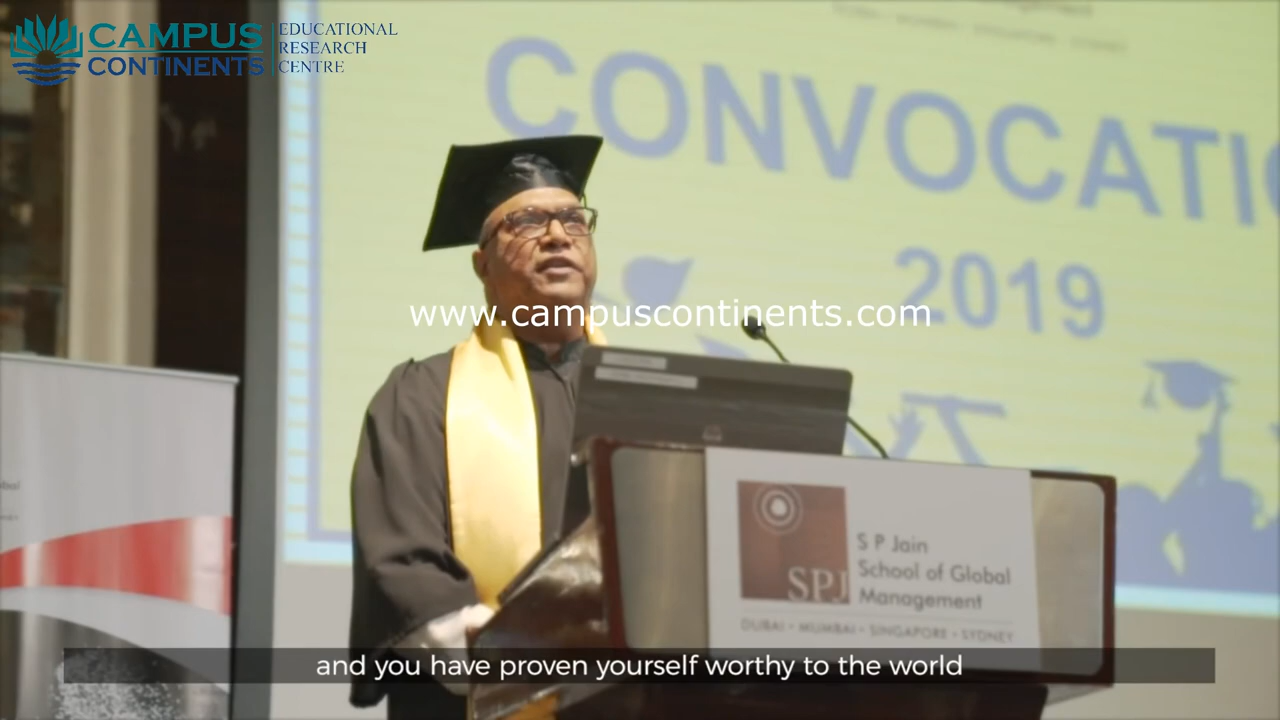 CAMPUS
CONTINENTS
EDUCATIONAL
RESEARCH
CENTRE
CONVOCATI
2019
www.campuscontinents.com
SPJ
S P Jain
School of Global
Management
DUBAI • MUMBAI • SINGAPORE • SYDNEY
and you have proven yourself worthy to the world